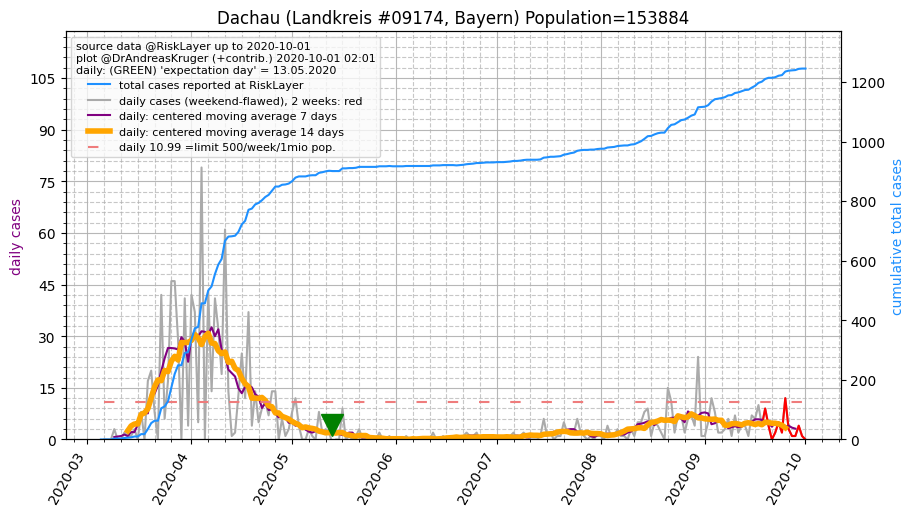 Dachau (Landkreis #09174, Bayern) Population=153884
source data @RiskLayer up to 2020-10-01
plot @DrAndreasKruger (+contrib.) 2020-10-01 02:01
daily: (GREEN) 'expectation day' = 13.05.2020
total cases reported at RiskLayer
daily cases (weekend-flawed), 2 weeks: red
daily: centered moving average 7 days
daily: centered moving average 14 days
daily 10.99 =limit 500/week/1mio pop.
daily cases
105
90
75
60
45
30
15
0
cumulative total cases
1200
1000
800
600
400
200
0
2020-03
2020-04
2020-05
2020-06
2020-07
2020-08
2020-09
2020-10